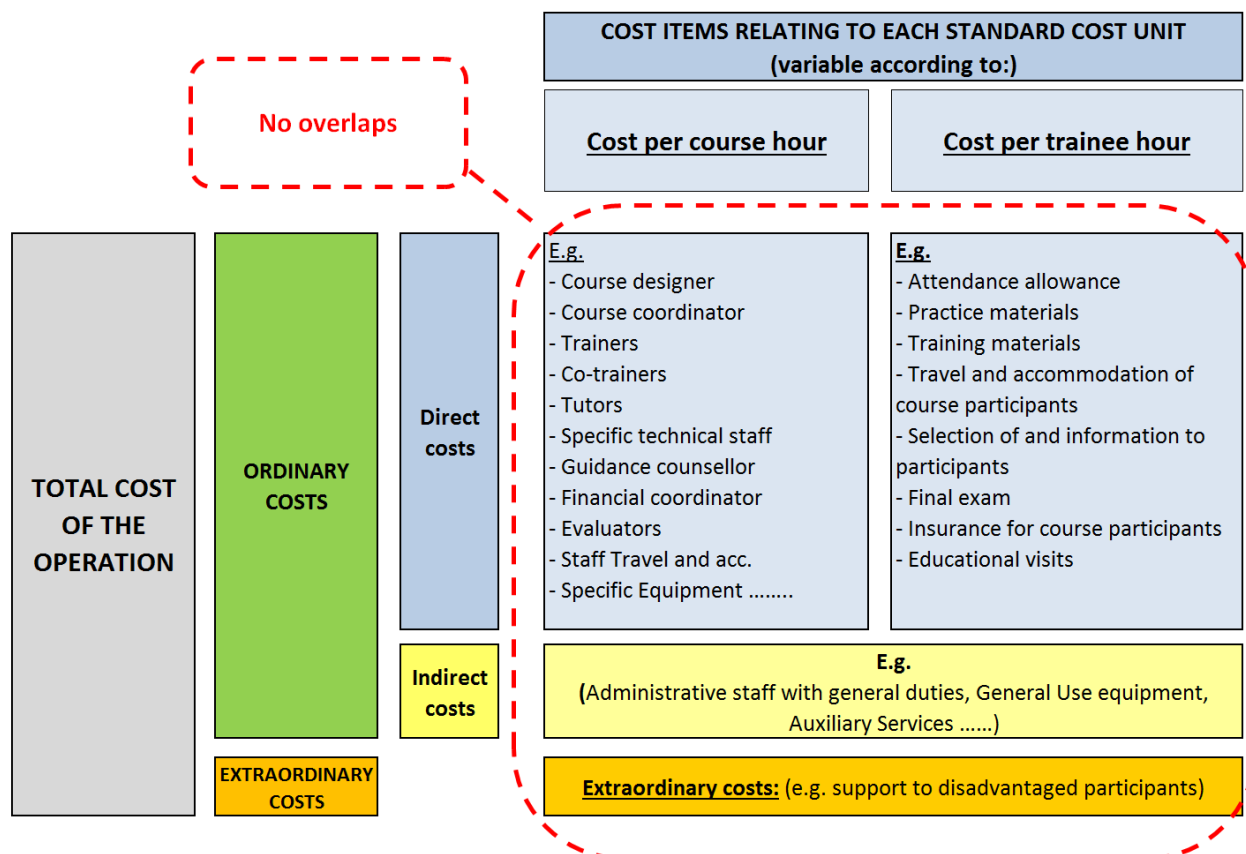 COST ITEMS RELATING TO EACH STANDARD COST UNIT
(variable according to:)
No overlaps
Cost per course hour
Cost per trainee hour
TOTAL COST
OF THE
OPERATION
ORDINARY
COSTS
Direct
costs
E.g.
- Course designer
- Course coordinator
- Trainers
- Co-trainers
- Tutors
- Specific technical staff
- Guidance counsellor
- Financial coordinator
- Evaluators
- Staff Travel and acc.
- Specific Equipment ........
E.g.
- Attendance allowance
- Practice materials
- Training materials
- Travel and accommodation of
course participants
- Selection of and information to
participants
- Final exam
- Insurance for course participants
- Educational visits
Indirect
costs
E.g.
(Administrative staff with general duties, General Use equipment,
Auxiliary Services ......)
EXTRAORDINARY
COSTS
Extraordinary costs: (e.g. support to disadvantaged participants)